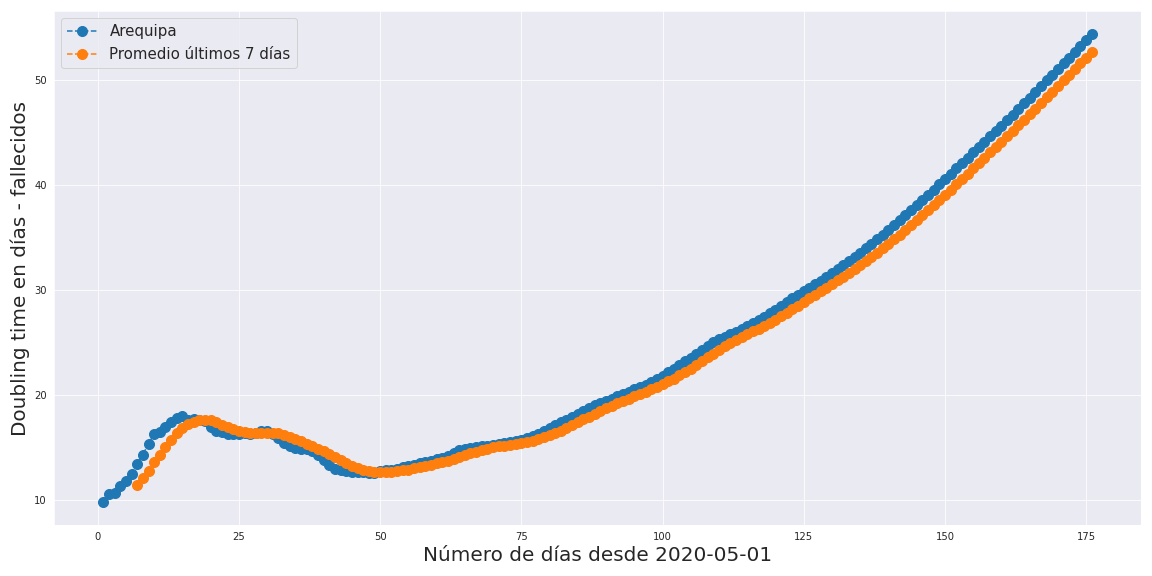 Arequipa
Promedio últimos 7 días
Doubling time en días - fallecidos
50
40
30
20
10
0 25 50 75 100 125 150 175
Número de días desde 2020-05-01